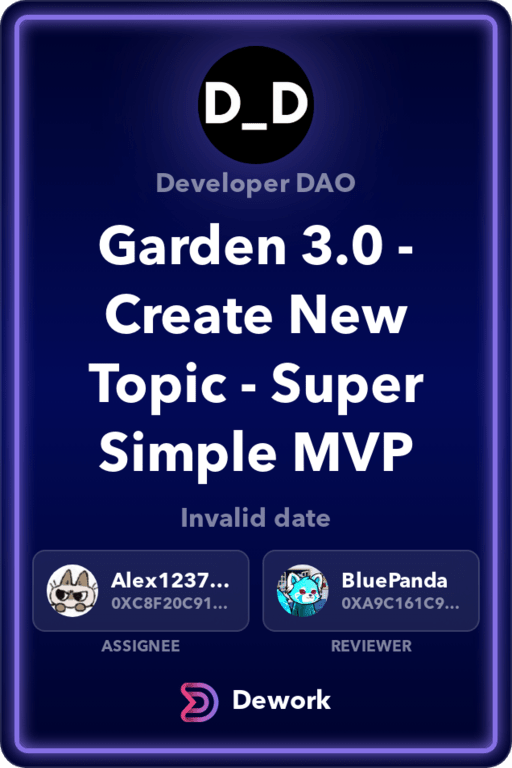 D_D
Developer DAO
Garden 3.0 -
Create New
Topic - Super
Simple MVP
Invalid date
Alex1237...
0XC8F20C91...
BluePanda
0XA9C161C9...
ASSIGNEE
REVIEWER
Dework